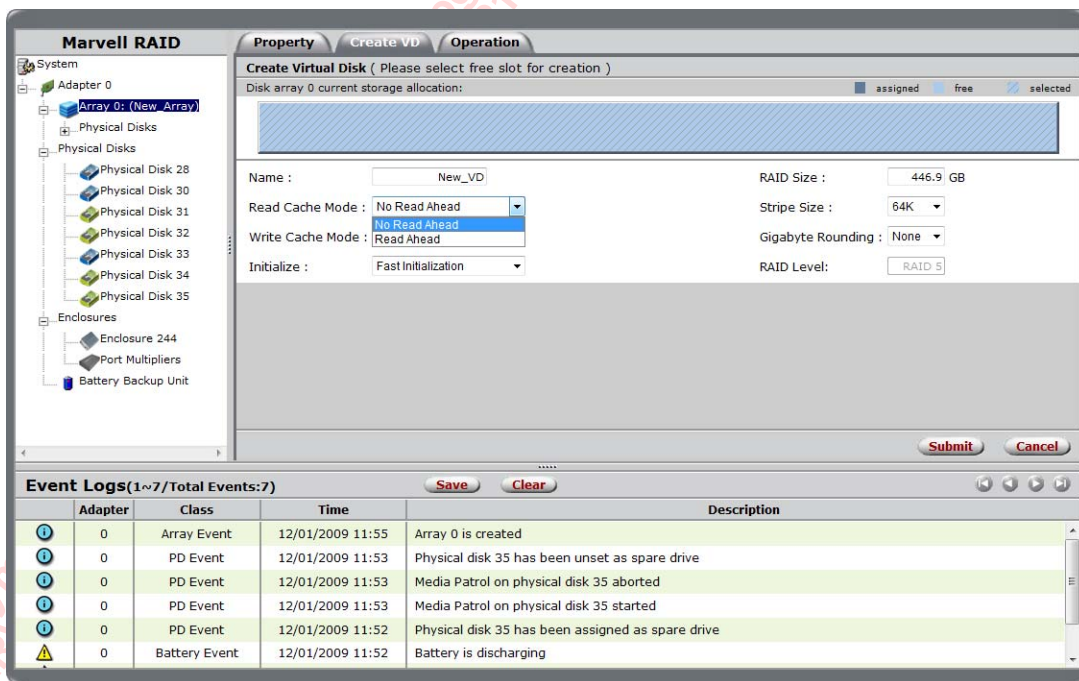 Marvell RAID
System
Adapter 0
Array 0: (New_Array)
Physical Disks
Physical Disks
Physical Disk 28
Physical Disk 30
Physical Disk 31
Physical Disk 32
Physical Disk 33
Physical Disk 34
Physical Disk 35
Enclosures
Enclosure 244
Port Multipliers
Battery Backup Unit
Property Create VD Operation
Create Virtual Disk ( Please select free slot for creation )
Disk array 0 current storage allocation: assigned free selected
Name : New_VD RAID Size : 446.9 GB
Read Cache Mode : No Read Ahead Stripe Size : 64K
No Read Ahead
Write Cache Mode : Read Ahead Gigabyte Rounding : None
Initialize : Fast Initialization RAID Level: RAID 5
Submit Cancel
Event Logs(1~7/Total Events:7) Save Clear
Adapter Class Time Description
0 Array Event 12/01/2009 11:55 Array 0 is created
0 PD Event 12/01/2009 11:53 Physical disk 35 has been unset as spare drive
0 PD Event 12/01/2009 11:53 Media Patrol on physical disk 35 aborted
0 PD Event 12/01/2009 11:53 Media Patrol on physical disk 35 started
0 PD Event 12/01/2009 11:52 Physical disk 35 has been assigned as spare drive
0 Battery Event 12/01/2009 11:52 Battery is discharging